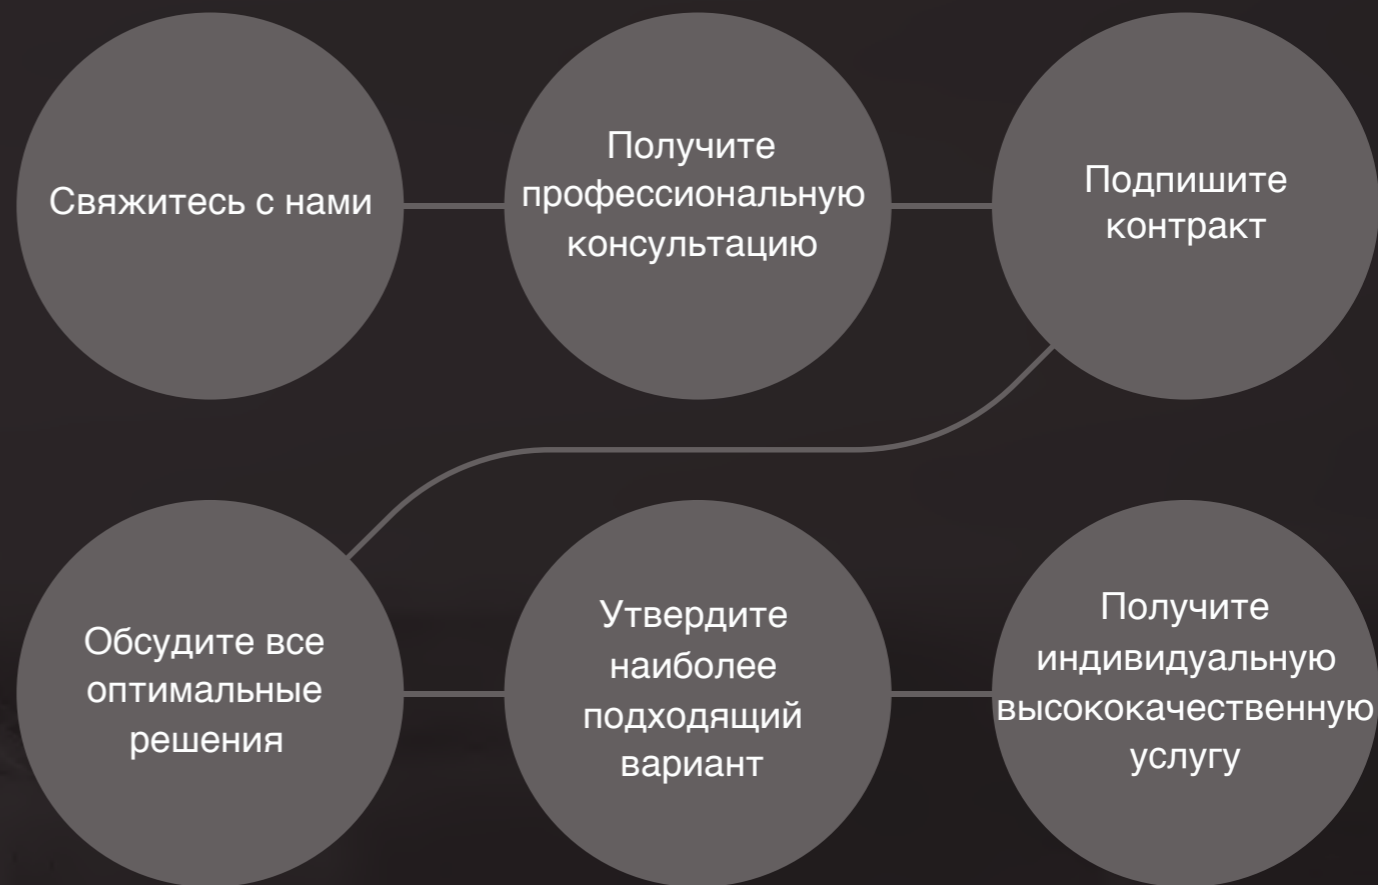 Свяжитесь с нами
Получите
профессиональную
консультацию
Подпишите
контракт
Обсудите все
оптимальные
решения
Утвердите
наиболее
подходящий
вариант
Получите
индивидуальную
высококачественную
услугу